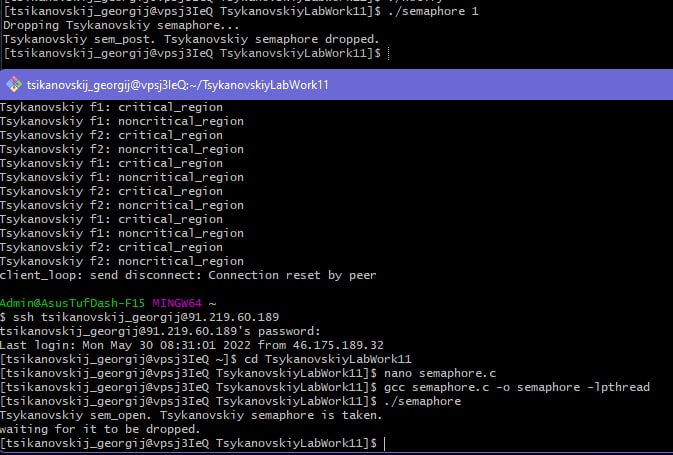 [tsikanovskij_georgij@vpsj3IeQ TsykanovskiyLabWork11]$ ./semaphore 1
Dropping Tsykanovskiy semaphore...
Tsykanovskiy sem_post. Tsykanovskiy semaphore dropped.
[tsikanovskij_georgij@vpsj3IeQ TsykanovskiyLabWork11]$
tsikanovskij_georgij@vpsj3IeQ:~/TsykanovskiyLabWork11
Tsykanovskiy f1: critical_region
Tsykanovskiy f1: noncritical_region
Tsykanovskiy f2: critical_region
Tsykanovskiy f2: noncritical_region
Tsykanovskiy f1: critical_region
Tsykanovskiy f1: noncritical_region
Tsykanovskiy f2: critical_region
Tsykanovskiy f2: noncritical_region
Tsykanovskiy f1: critical_region
Tsykanovskiy f1: noncritical_region
Tsykanovskiy f2: critical_region
Tsykanovskiy f2: noncritical_region
client_loop: send disconnect: Connection reset by peer
Admin@AsusTufDash-F15 MINGW64 ~
$ ssh tsikanovskij_georgij@91.219.60.189
tsikanovskij_georgij@91.219.60.189's password:
Last login: Mon May 30 08:31:01 2022 from 46.175.189.32
[tsikanovskij_georgij@vpsj3IeQ ~]$ cd TsykanovskiyLabWork11
[tsikanovskij_georgij@vpsj3IeQ TsykanovskiyLabWork11]$ nano semaphore.c
[tsikanovskij_georgij@vpsj3IeQ TsykanovskiyLabWork11]$ gcc semaphore.c -o semaphore -lpthread
[tsikanovskij_georgij@vpsj3IeQ TsykanovskiyLabWork11]$ ./semaphore
Tsykanovskiy sem_open. Tsykanovskiy semaphore is taken.
waiting for it to be dropped.
[tsikanovskij_georgij@vpsj3IeQ TsykanovskiyLabWork11]$